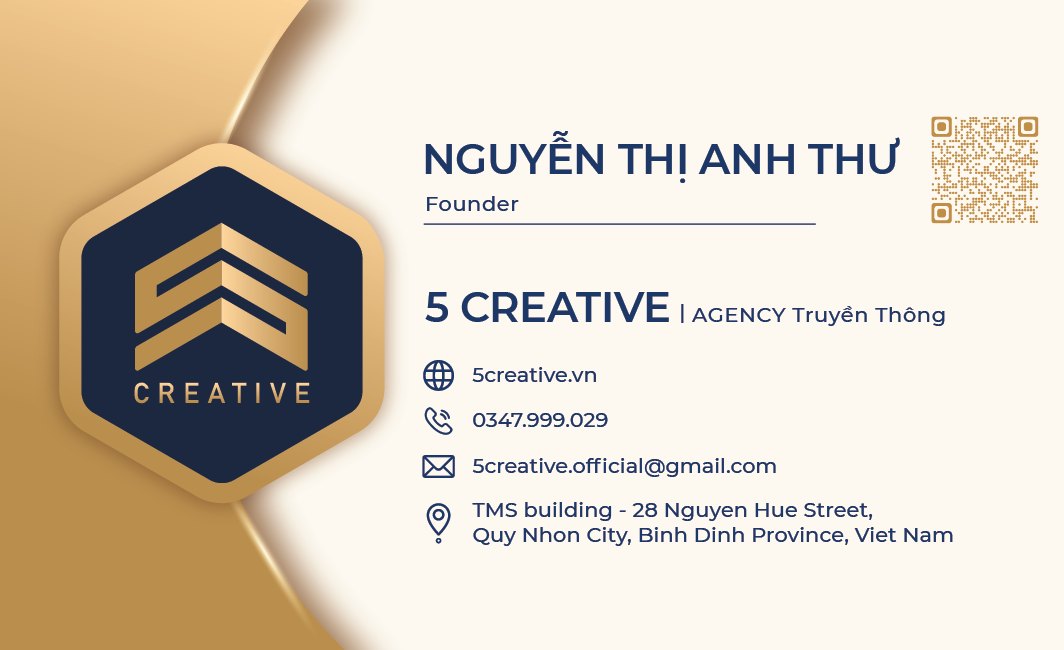 CREATIVE
NGUYỄN THỊ ANH THƯ
Founder
5 CREATIVE | AGENCY Truyền Thông
5creative.vn
0347.999.029
5creative.official@gmail.com
TMS building - 28 Nguyen Hue Street,
Quy Nhon City, Binh Dinh Province, Viet Nam